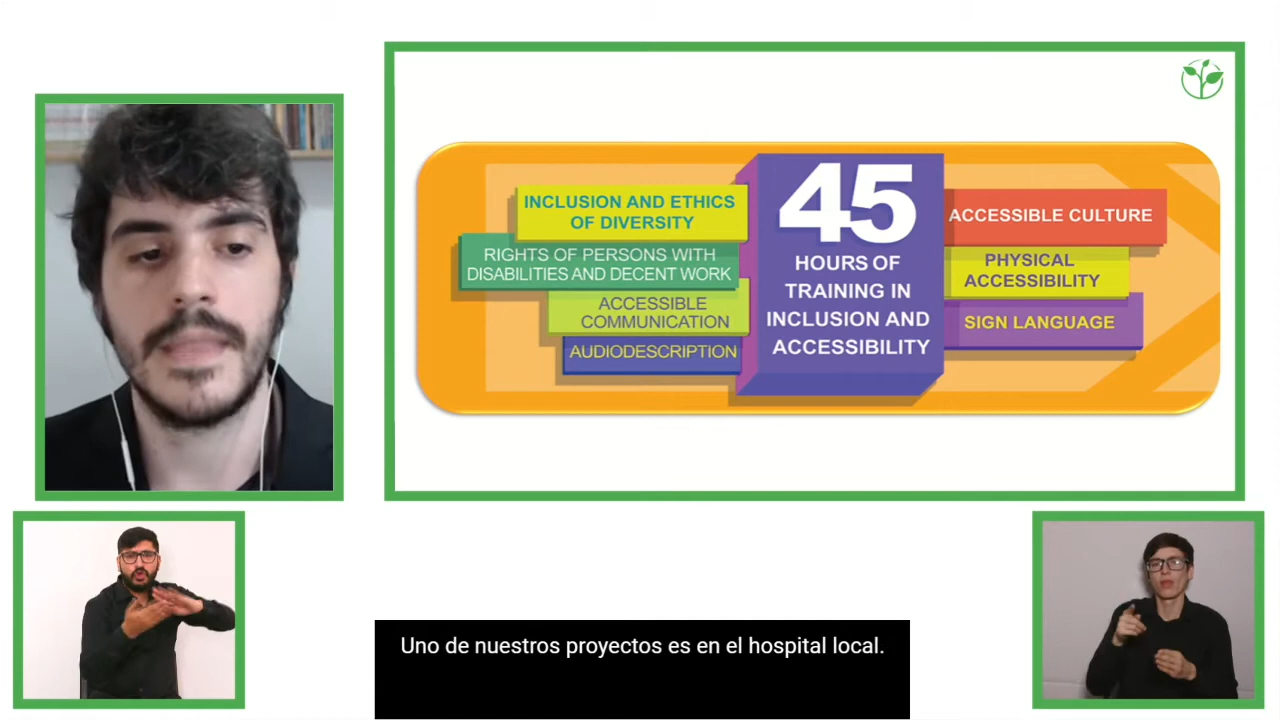 INCLUSION AND ETHICS
OF DIVERSITY
RIGHTS OF PERSONS WITH
DISABILITIES AND DECENT WORK
ACCESSIBLE
COMMUNICATION
AUDIODESCRIPTION
45
HOURS OF
TRAINING IN
INCLUSION AND
ACCESSIBILITY
ACCESSIBLE CULTURE
PHYSICAL
ACCESSIBILITY
SIGN LANGUAGE
Uno de nuestros proyectos es en el hospital local.